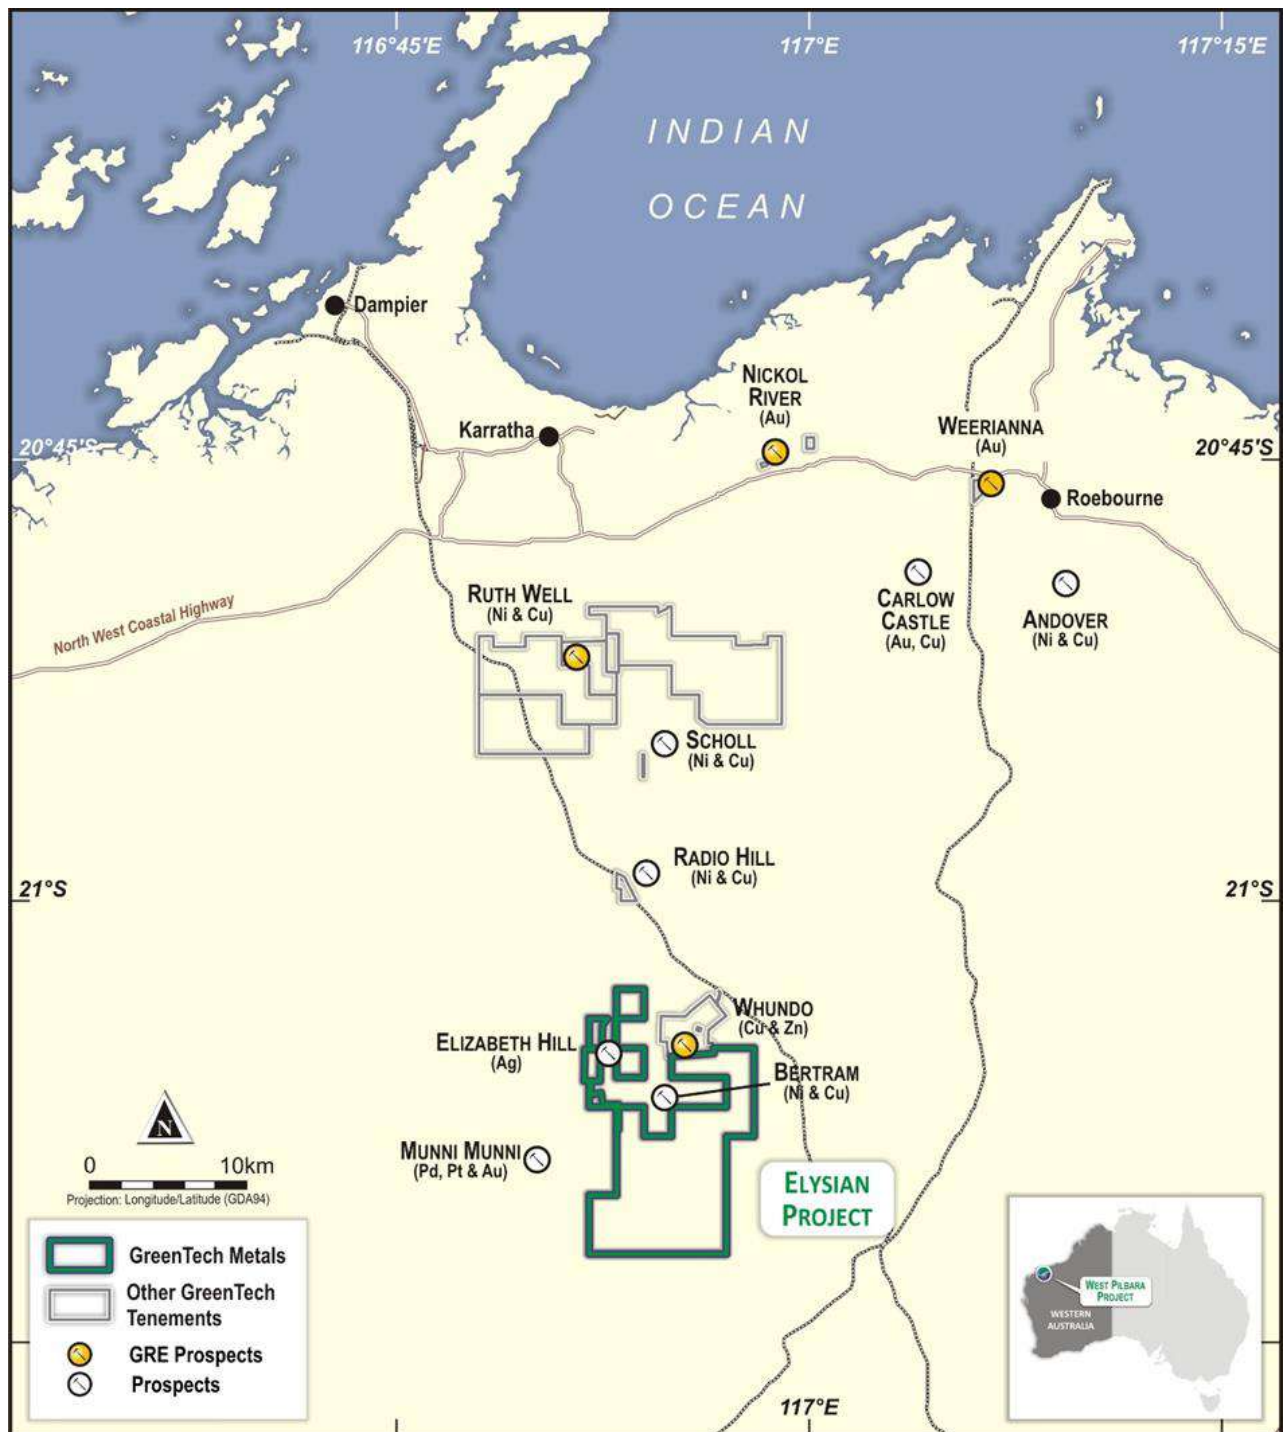 116°45'E
117°E
117°15'E
INDIAN
OCEAN
Dampier
NICKOL
RIVER
(Au)
Karratha
WEERIANNA
(Au)
20°45'S
20°45'S
Roebourne
RUTH WELL
(Ni & Cu)
CARLOW
CASTLE
(Au, Cu)
ANDOVER
(Ni & Cu)
North West Coastal Highway
SCHOLL
(Ni & Cu)
RADIO HILL
(Ni & Cu)
21°S
21°S
WHUNDO
(Cu & Zn)
ELIZABETH HILL
(Ag)
BERTRAM
(Ni & Cu)
MUNNI MUNNI
(Pd, Pt & Au)
N
0 10km
Projection: Longitude/Latitude (GDA94)
ELYSIAN
PROJECT
GreenTech Metals
Other GreenTech
Tenements
GRE Prospects
Prospects
WEST PILBARA
PROJECT
WESTERN
AUSTRALIA
117°E